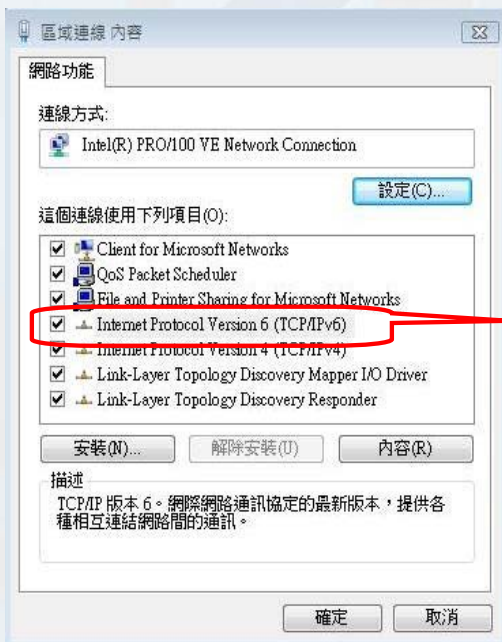 區域連線 內容
網路功能
連線方式:
Intel(R) PRO/100 VE Network Connection
設定(C)...
這個連線使用下列項目(O):
Client for Microsoft Networks
QoS Packet Scheduler
File and Printer Sharing for Microsoft Networks
Internet Protocol Version 6 (TCP/IPv6)
Internet Protocol Version 4 (TCP/IPv4)
Link-Layer Topology Discovery Mapper I/O Driver
Link-Layer Topology Discovery Responder
安裝(N)...
解除安裝(U)
內容(R)
描述
TCP/IP 版本 6。網際網路通訊協定的最新版本，提供各
種相互連結網路間的通訊。
確定
取消